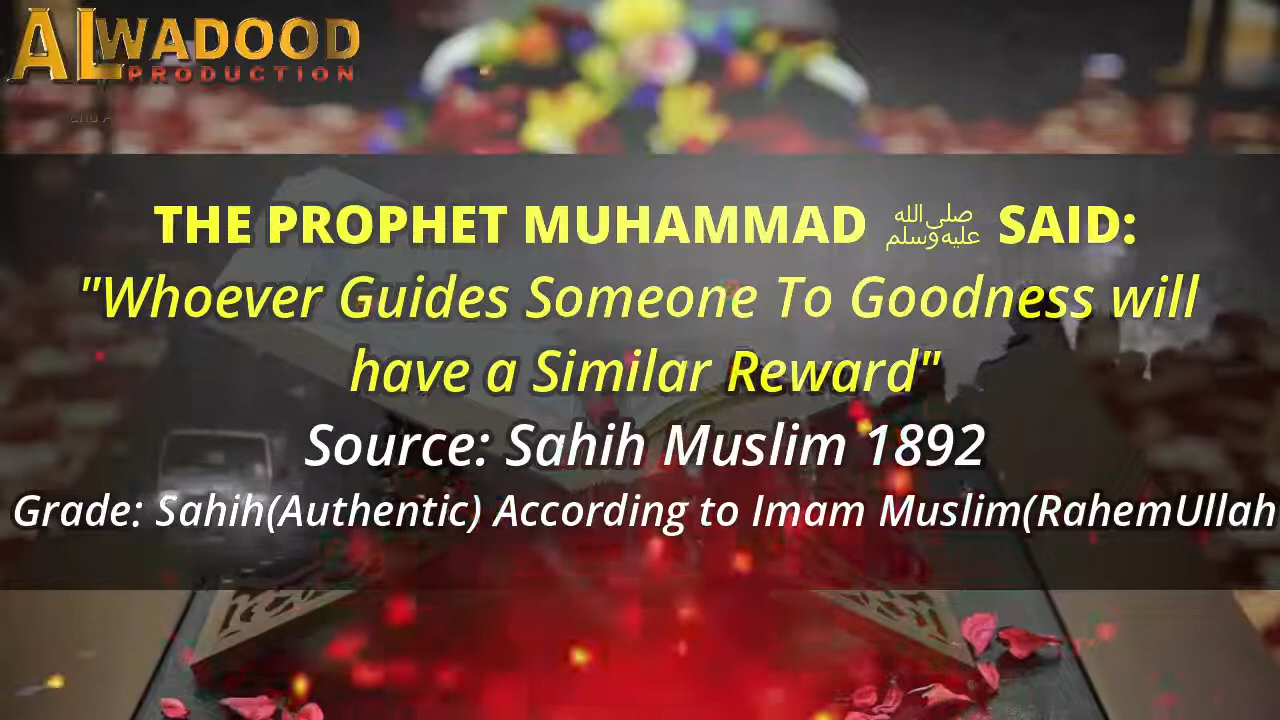 ALWADOOD
PRODUCTION
THE PROPHET MUHAMMAD ﷺ SAID:
"Whoever Guides Someone To Goodness will
have a Similar Reward"
Source: Sahih Muslim 1892
Grade: Sahih(Authentic) According to Imam Muslim(RahemUllah